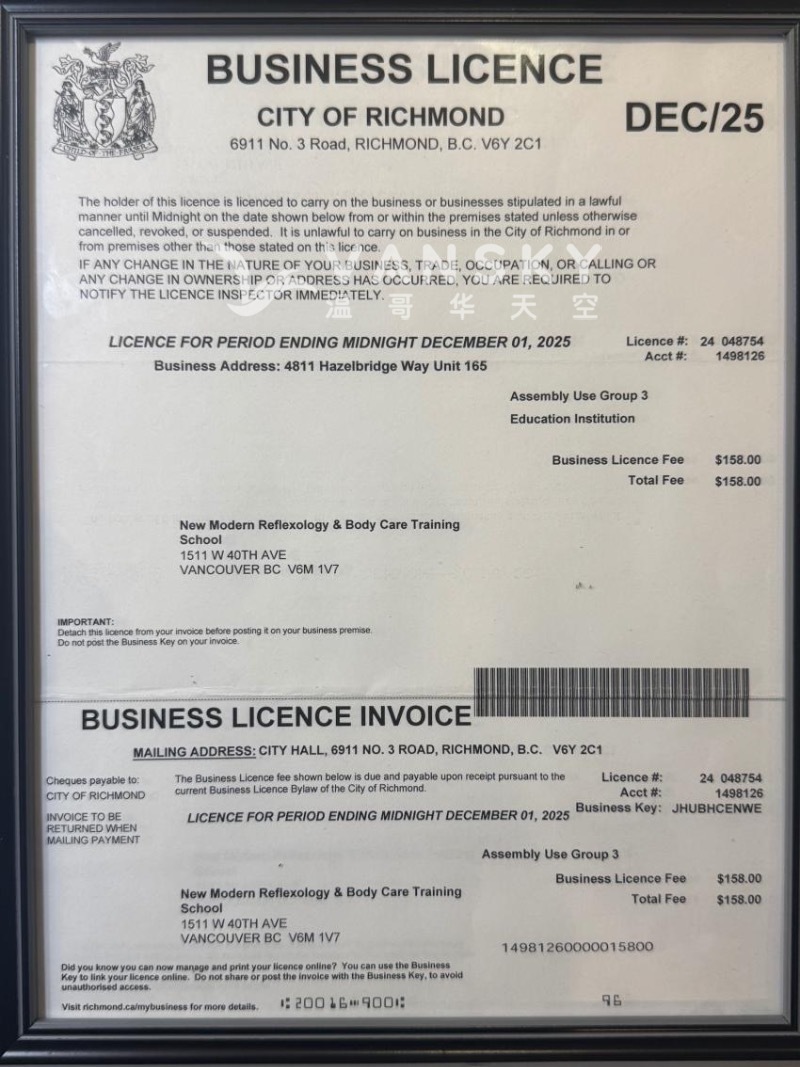 BUSINESS LICENCE
CITY OF RICHMOND
DEC/25
6911 No. 3 Road, RICHMOND, B.C. V6Y 2C1
The holder of this licence is licenced to carry on the business or businesses stipulated in a lawful
manner until Midnight on the date shown below from or within the premises stated unless otherwise
cancelled, revoked, or suspended. It is unlawful to carry on business in the City of Richmond in or
from premises other than those stated on this licence.
IF ANY CHANGE IN THE NATURE OF YOUR BUSINESS, TRADE, OCCUPATION, OR CALLING OR
ANY CHANGE IN OWNERSHIP OR ADDRESS HAS OCCURRED, YOU ARE REQUIRED TO
NOTIFY THE LICENCE INSPECTOR IMMEDIATELY.
VANSKY
温哥华天空
LICENCE FOR PERIOD ENDING MIDNIGHT DECEMBER 01, 2025
Licence #: 24 048754
Acct #: 1498126
Business Address: 4811 Hazelbridge Way Unit 165
Assembly Use Group 3
Education Institution
Business Licence Fee $158.00
Total Fee $158.00
New Modern Reflexology & Body Care Training
School
1511 W 40TH AVE
VANCOUVER BC V6M 1V7
IMPORTANT:
Detach this licence from your invoice before posting it on your business premise.
Do not post the Business Key on your invoice.
BUSINESS LICENCE INVOICE
MAILING ADDRESS: CITY HALL, 6911 NO. 3 ROAD, RICHMOND, B.C. V6Y 2C1
Cheques payable to:
CITY OF RICHMOND
INVOICE TO BE
RETURNED WHEN
MAILING PAYMENT
The Business Licence fee shown below is due and payable upon receipt pursuant to the
current Business Licence Bylaw of the City of Richmond.
Licence #: 24 048754
Acct #: 1498126
Business Key: JHUBHCENWE
LICENCE FOR PERIOD ENDING MIDNIGHT DECEMBER 01, 2025
Assembly Use Group 3
Business Licence Fee $158.00
Total Fee $158.00
New Modern Reflexology & Body Care Training
School
1511 W 40TH AVE
VANCOUVER BC V6M 1V7
14981260000015800
Did you know you can now manage and print your licence online? You can use the Business
Key to link your licence online. Do not share or post the invoice with the Business Key, to avoid
unauthorised access.
Visit richmond.ca/mybusiness for more details.
⑆20016⑉900⑆
96